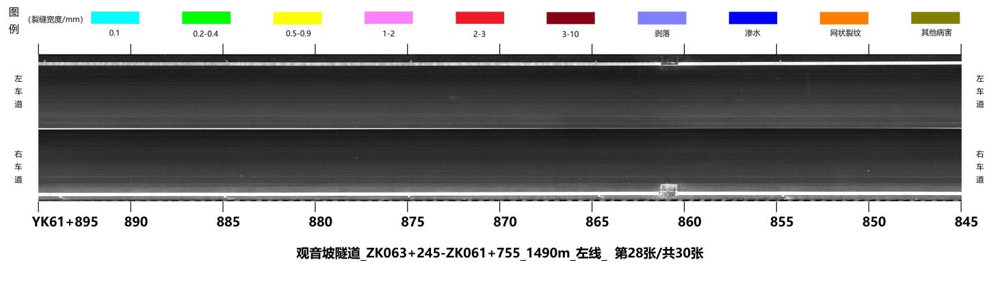 图例
(裂缝宽度/mm)
0.1 0.2-0.4 0.5-0.9 1-2 2-3 3-10 剥落 渗水 网状裂纹 其他病害
左车道 左车道
右车道 右车道
YK61+895 890 885 880 875 870 865 860 855 850 845
观音坡隧道_ZK063+245-ZK061+755_1490m_左线_ 第28张/共30张